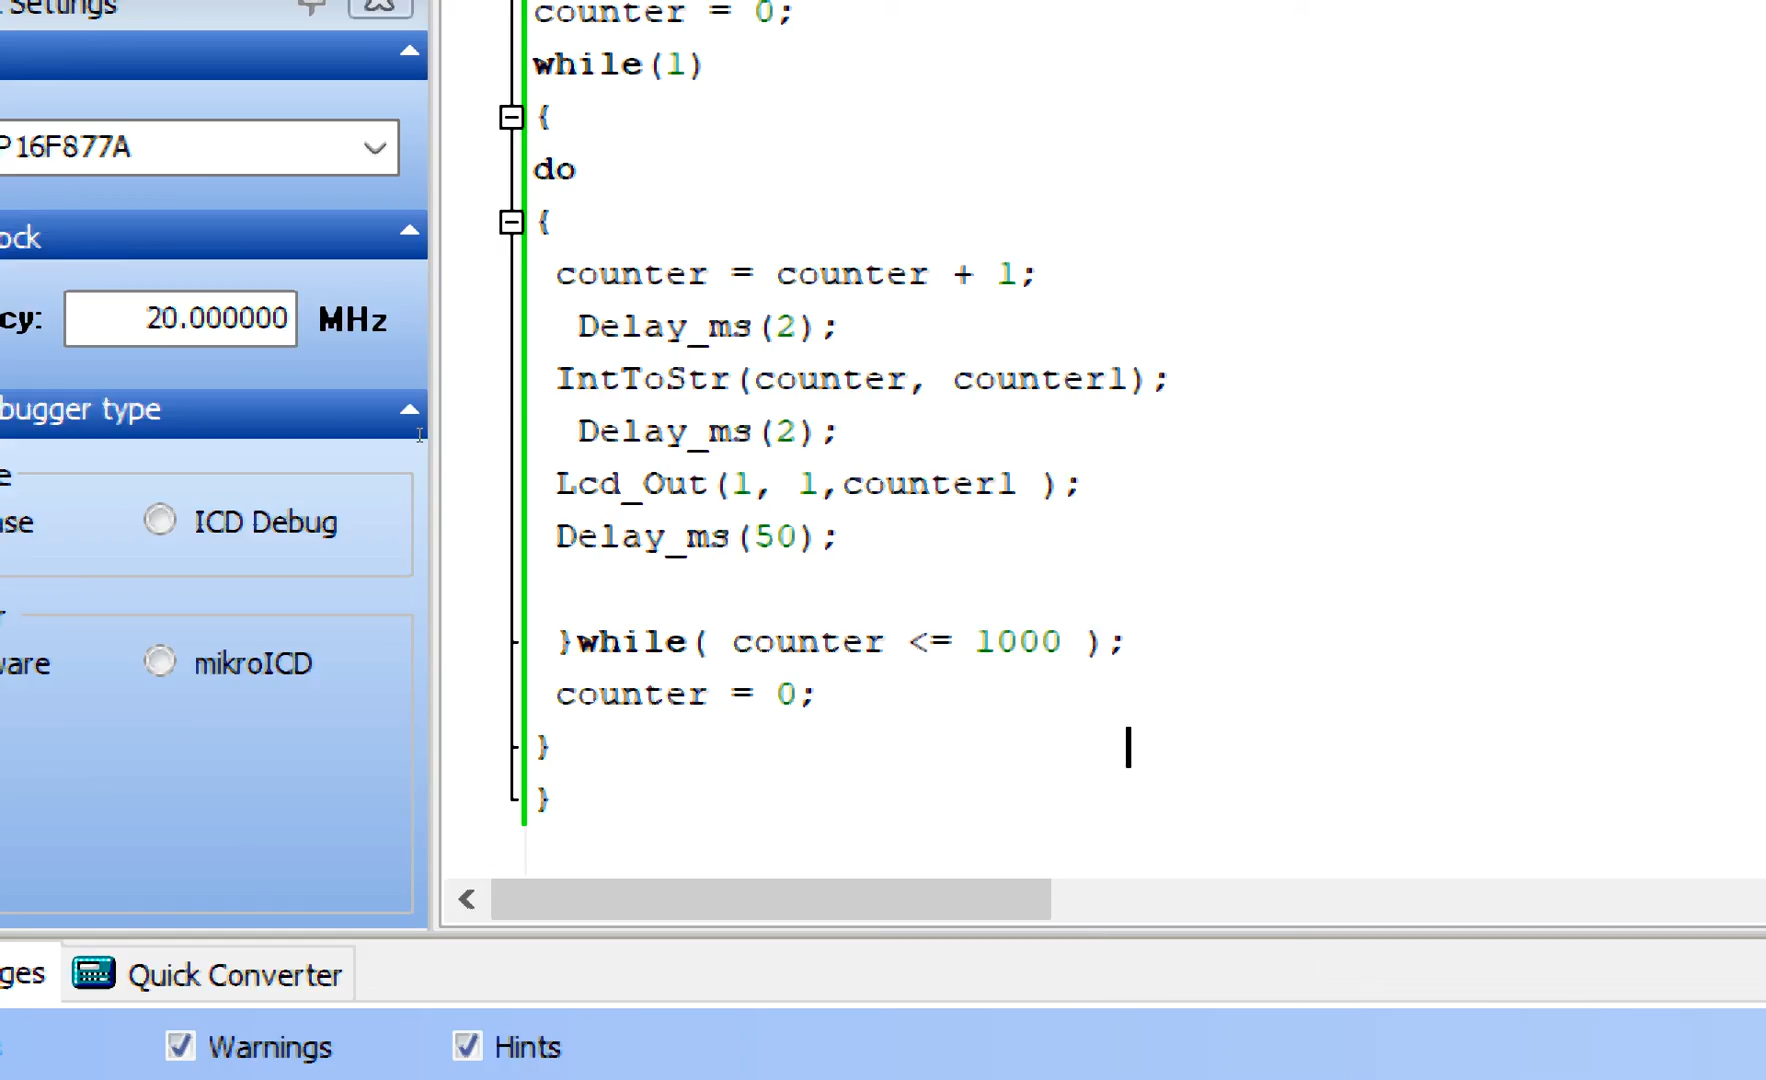 Settings
counter = 0;
while(1)
P16F877A
{
do
{
ock
counter = counter + 1;
cy: 20.000000 MHz
Delay_ms(2);
IntToStr(counter, counter1);
bugger type
Delay_ms(2);
e
Lcd_Out(1, 1,counter1 );
ase
ICD Debug
Delay_ms(50);
r
}while( counter <= 1000 );
ware
mikroICD
counter = 0;
}
}
ges
Quick Converter
Warnings
Hints